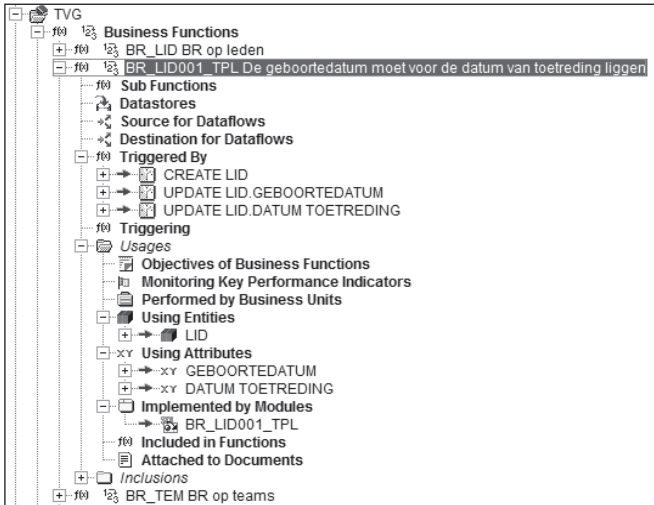 TVG
Business Functions
BR_LID BR op leden
BR_LID001_TPL De geboortedatum moet voor de datum van toetreding liggen
Sub Functions
Datastores
Source for Dataflows
Destination for Dataflows
Triggered By
CREATE LID
UPDATE LID.GEBOORTEDATUM
UPDATE LID.DATUM TOETREDING
Triggering
Usages
Objectives of Business Functions
Monitoring Key Performance Indicators
Performed by Business Units
Using Entities
LID
Using Attributes
GEBOORTEDATUM
DATUM TOETREDING
Implemented by Modules
BR_LID001_TPL
Included in Functions
Attached to Documents
Inclusions
BR_TEM BR op teams